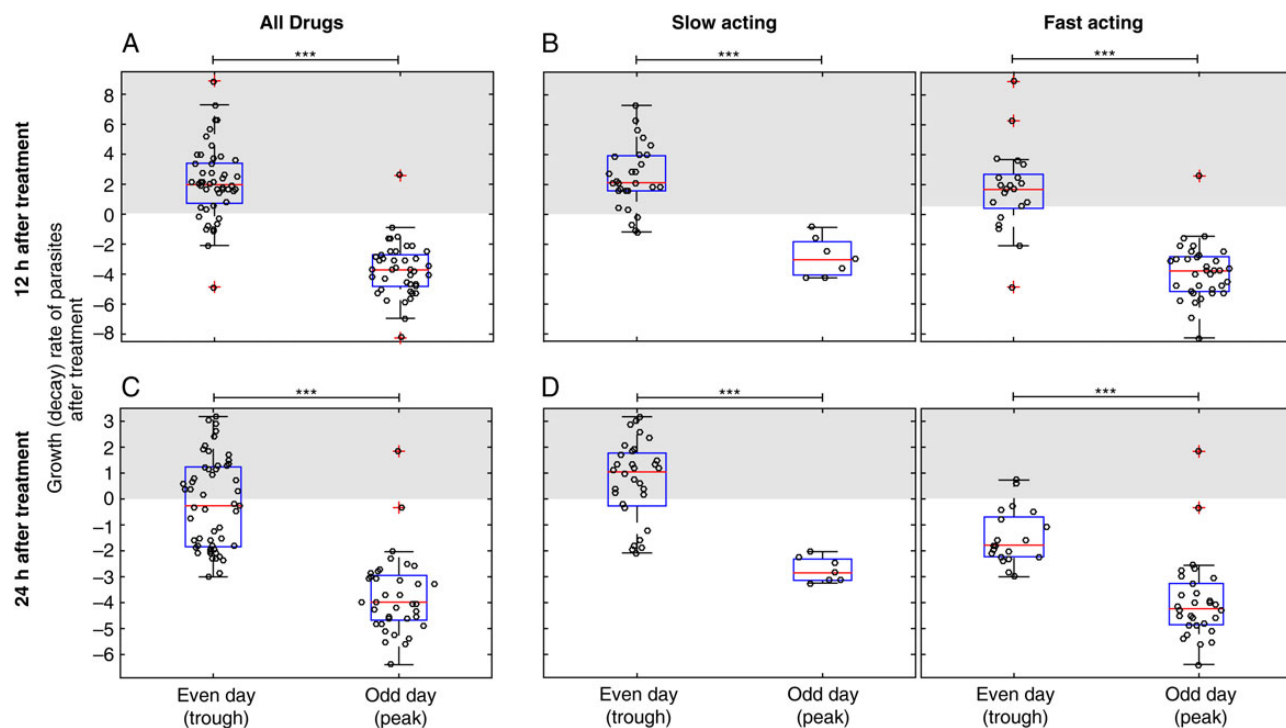 All Drugs
Slow acting
Fast acting
A
B
***
***
***
12 h after treatment
8
6
4
2
0
−2
−4
−6
−8
Growth (decay) rate of parasites
after treatment
C
D
***
***
***
24 h after treatment
3
2
1
0
−1
−2
−3
−4
−5
−6
Even day
(trough)
Odd day
(peak)
Even day
(trough)
Odd day
(peak)
Even day
(trough)
Odd day
(peak)